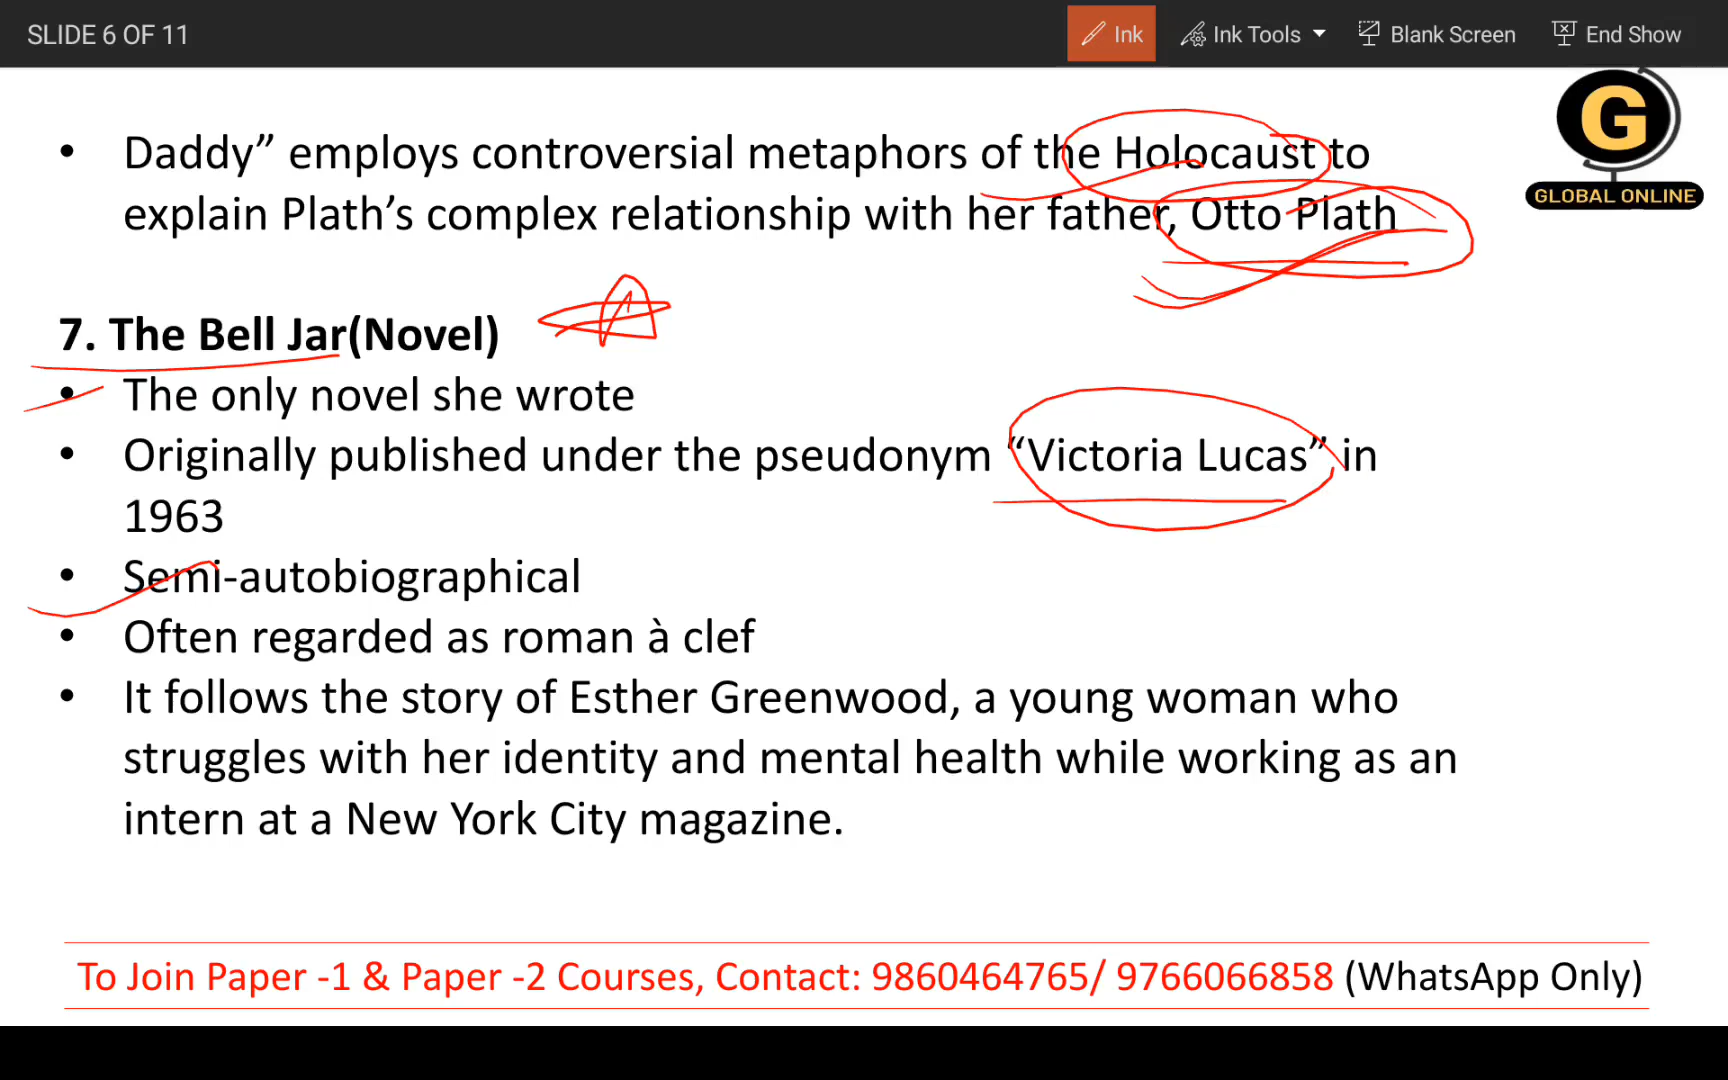 SLIDE 6 OF 11
Ink
Ink Tools
Blank Screen
End Show
G
GLOBAL ONLINE
• Daddy” employs controversial metaphors of the Holocaust to
explain Plath’s complex relationship with her father, Otto Plath
7. The Bell Jar(Novel)
• The only novel she wrote
• Originally published under the pseudonym “Victoria Lucas” in
1963
• Semi-autobiographical
• Often regarded as roman à clef
• It follows the story of Esther Greenwood, a young woman who
struggles with her identity and mental health while working as an
intern at a New York City magazine.
To Join Paper -1 & Paper -2 Courses, Contact: 9860464765/ 9766066858 (WhatsApp Only)